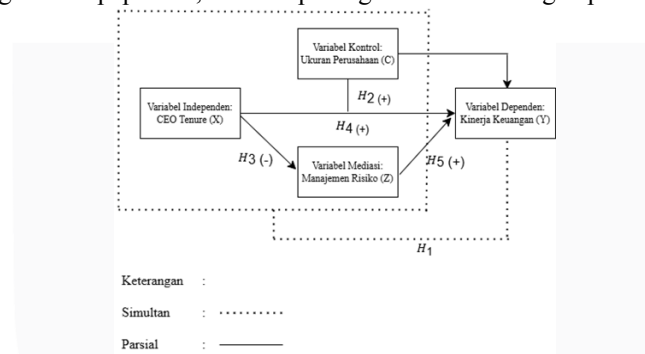 Variabel Kontrol:
Ukuran Perusahaan (C)
H2 (+)
Variabel Independen:
CEO Tenure (X)
Variabel Dependen:
Kinerja Keuangan (Y)
H4 (+)
H3 (-)
Variabel Mediasi:
Manajemen Risiko (Z)
H5 (+)
H1
Keterangan :
Simultan :
Parsial :